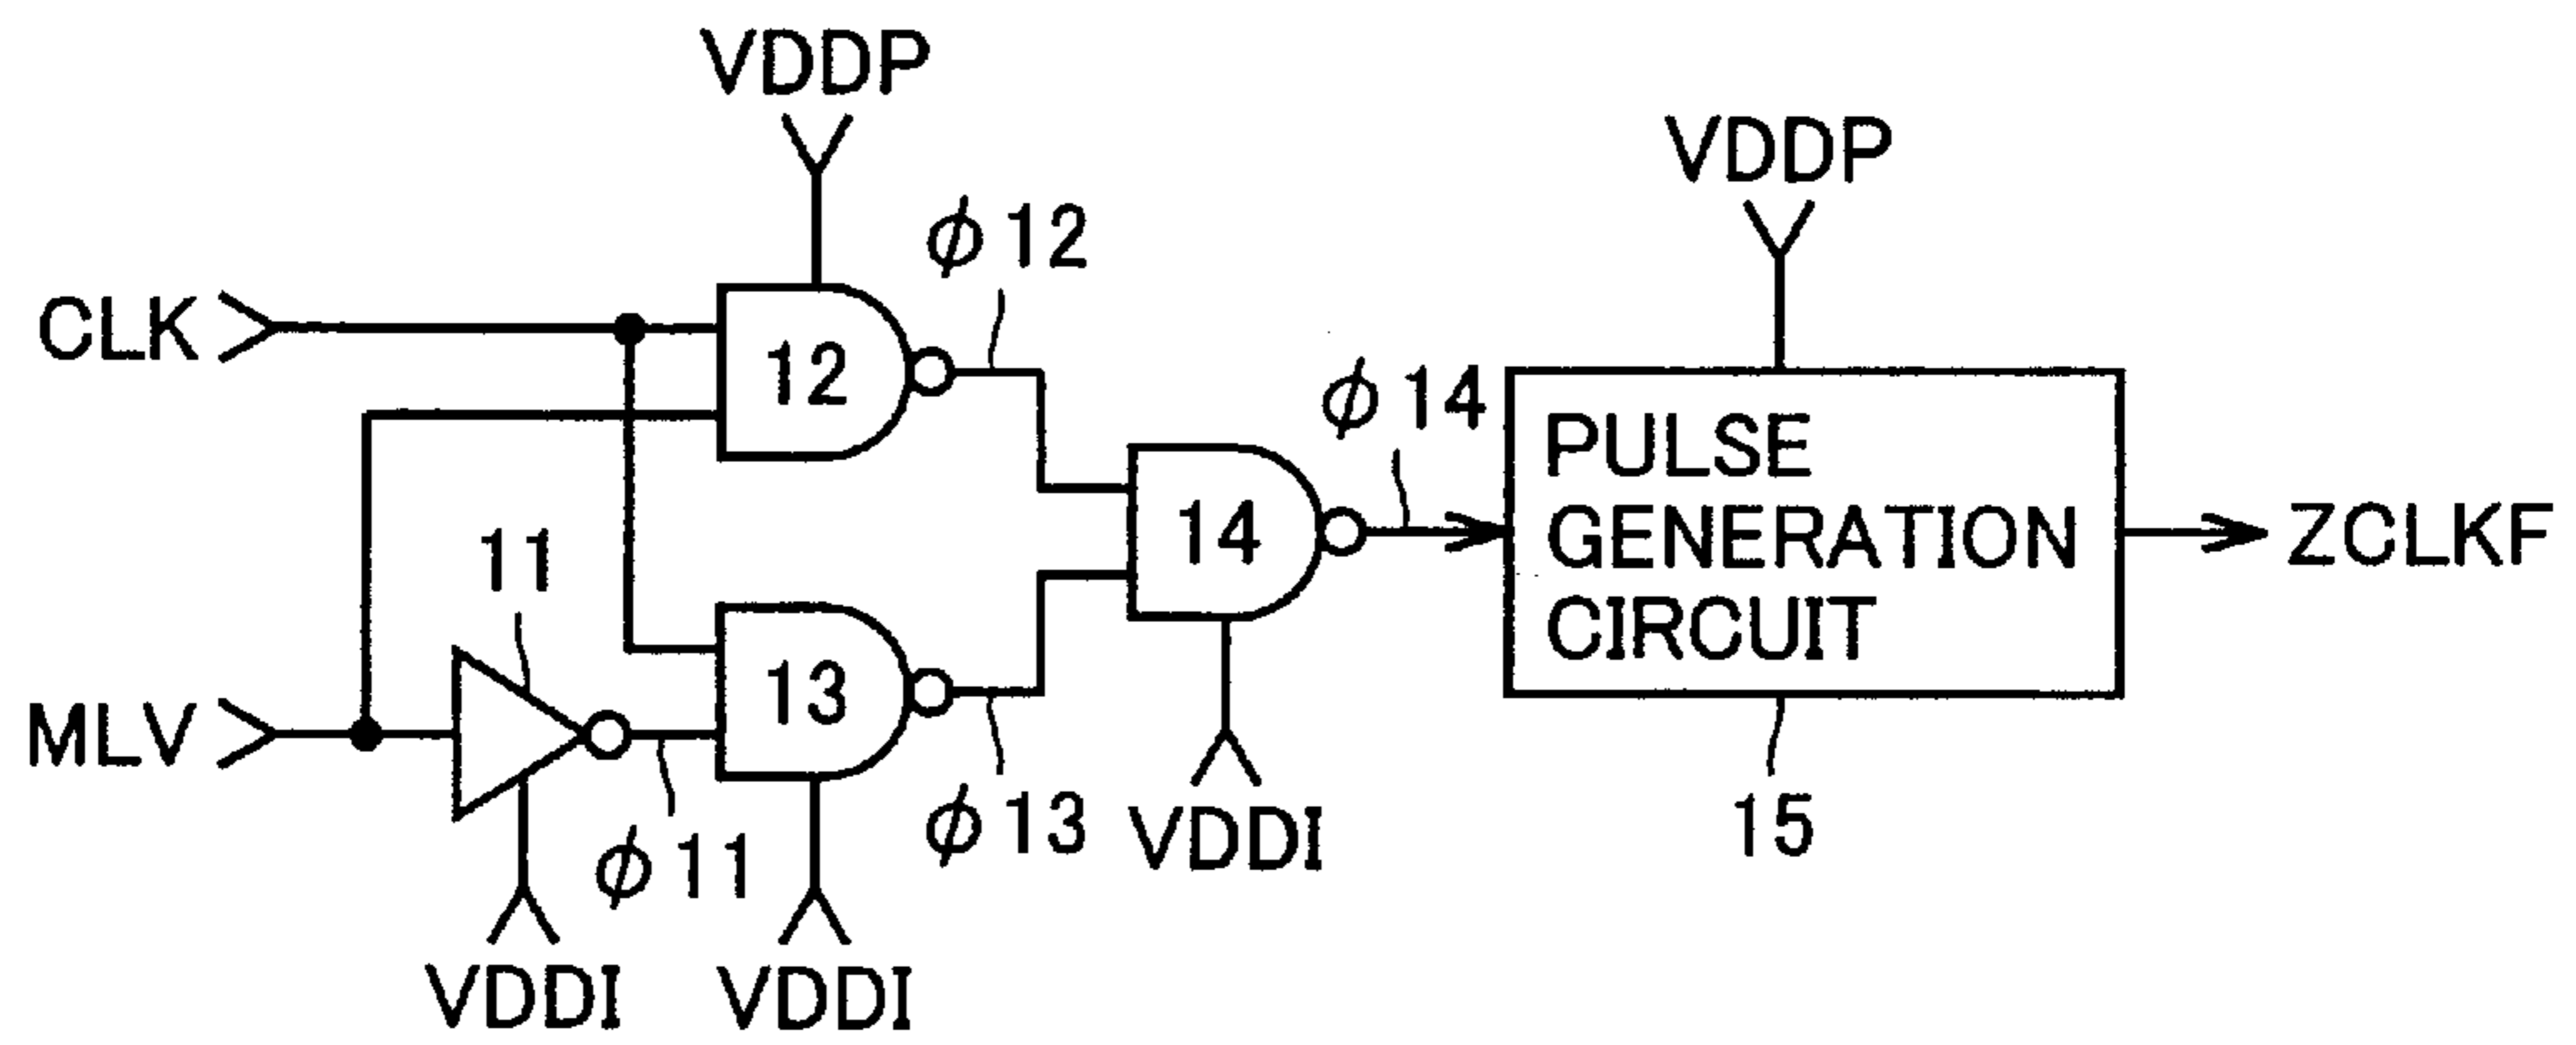 VDDP
VDDP
ϕ12
CLK
12
ϕ14
PULSE
GENERATION
CIRCUIT
14
ZCLKF
11
13
MLV
ϕ13
VDDI
15
ϕ11
VDDI
VDDI